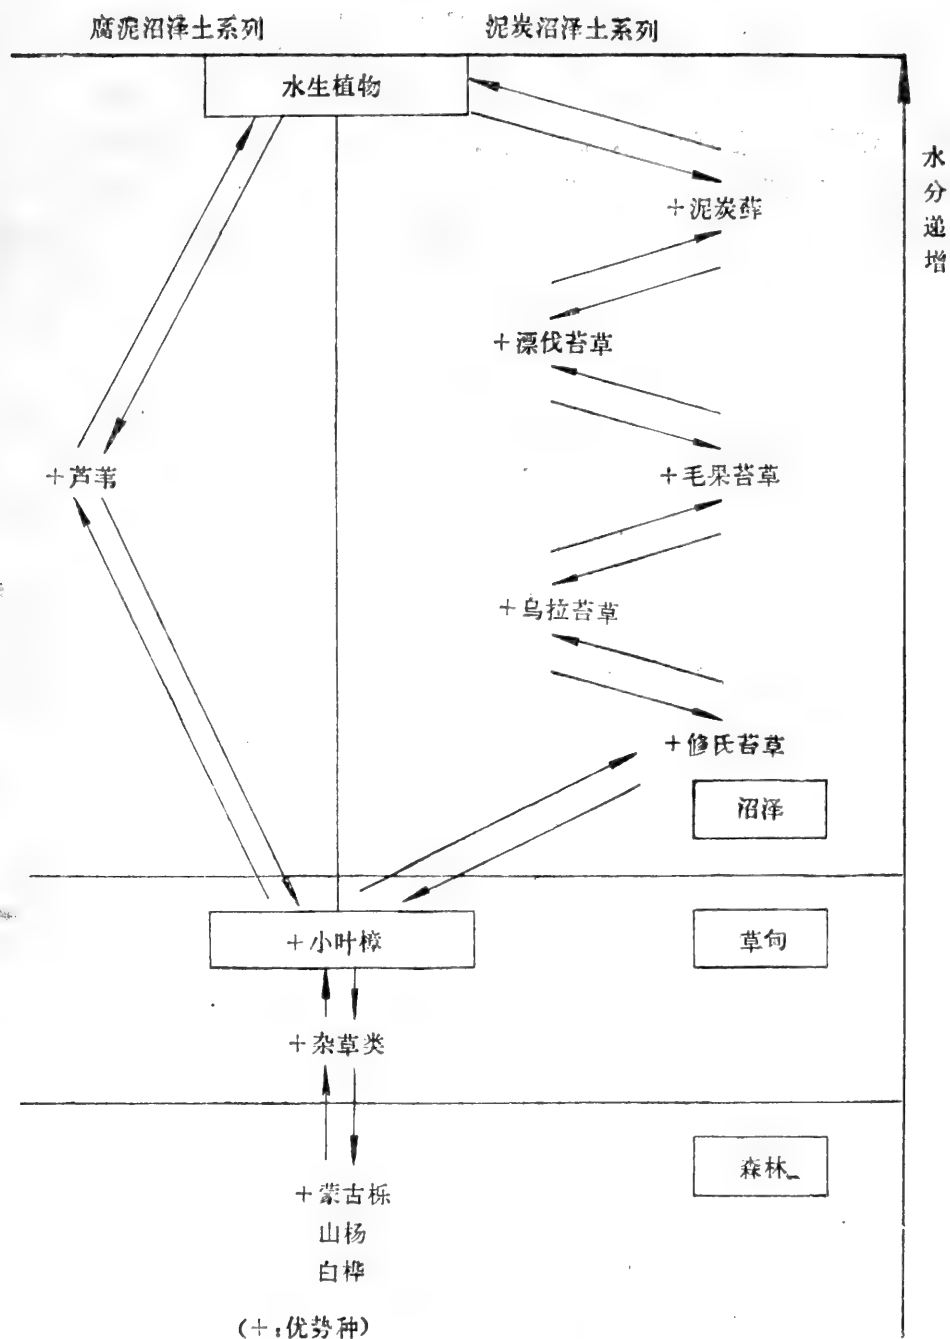 腐泥沼泽土系列
泥炭沼泽土系列
水生植物
水分递增
+泥炭藓
+漂伐苔草
+芦苇
+毛果苔草
+乌拉苔草
+修氏苔草
沼泽
+小叶樟
草甸
+杂草类
森林
+蒙古栎
山杨
白桦
(+:优势种)